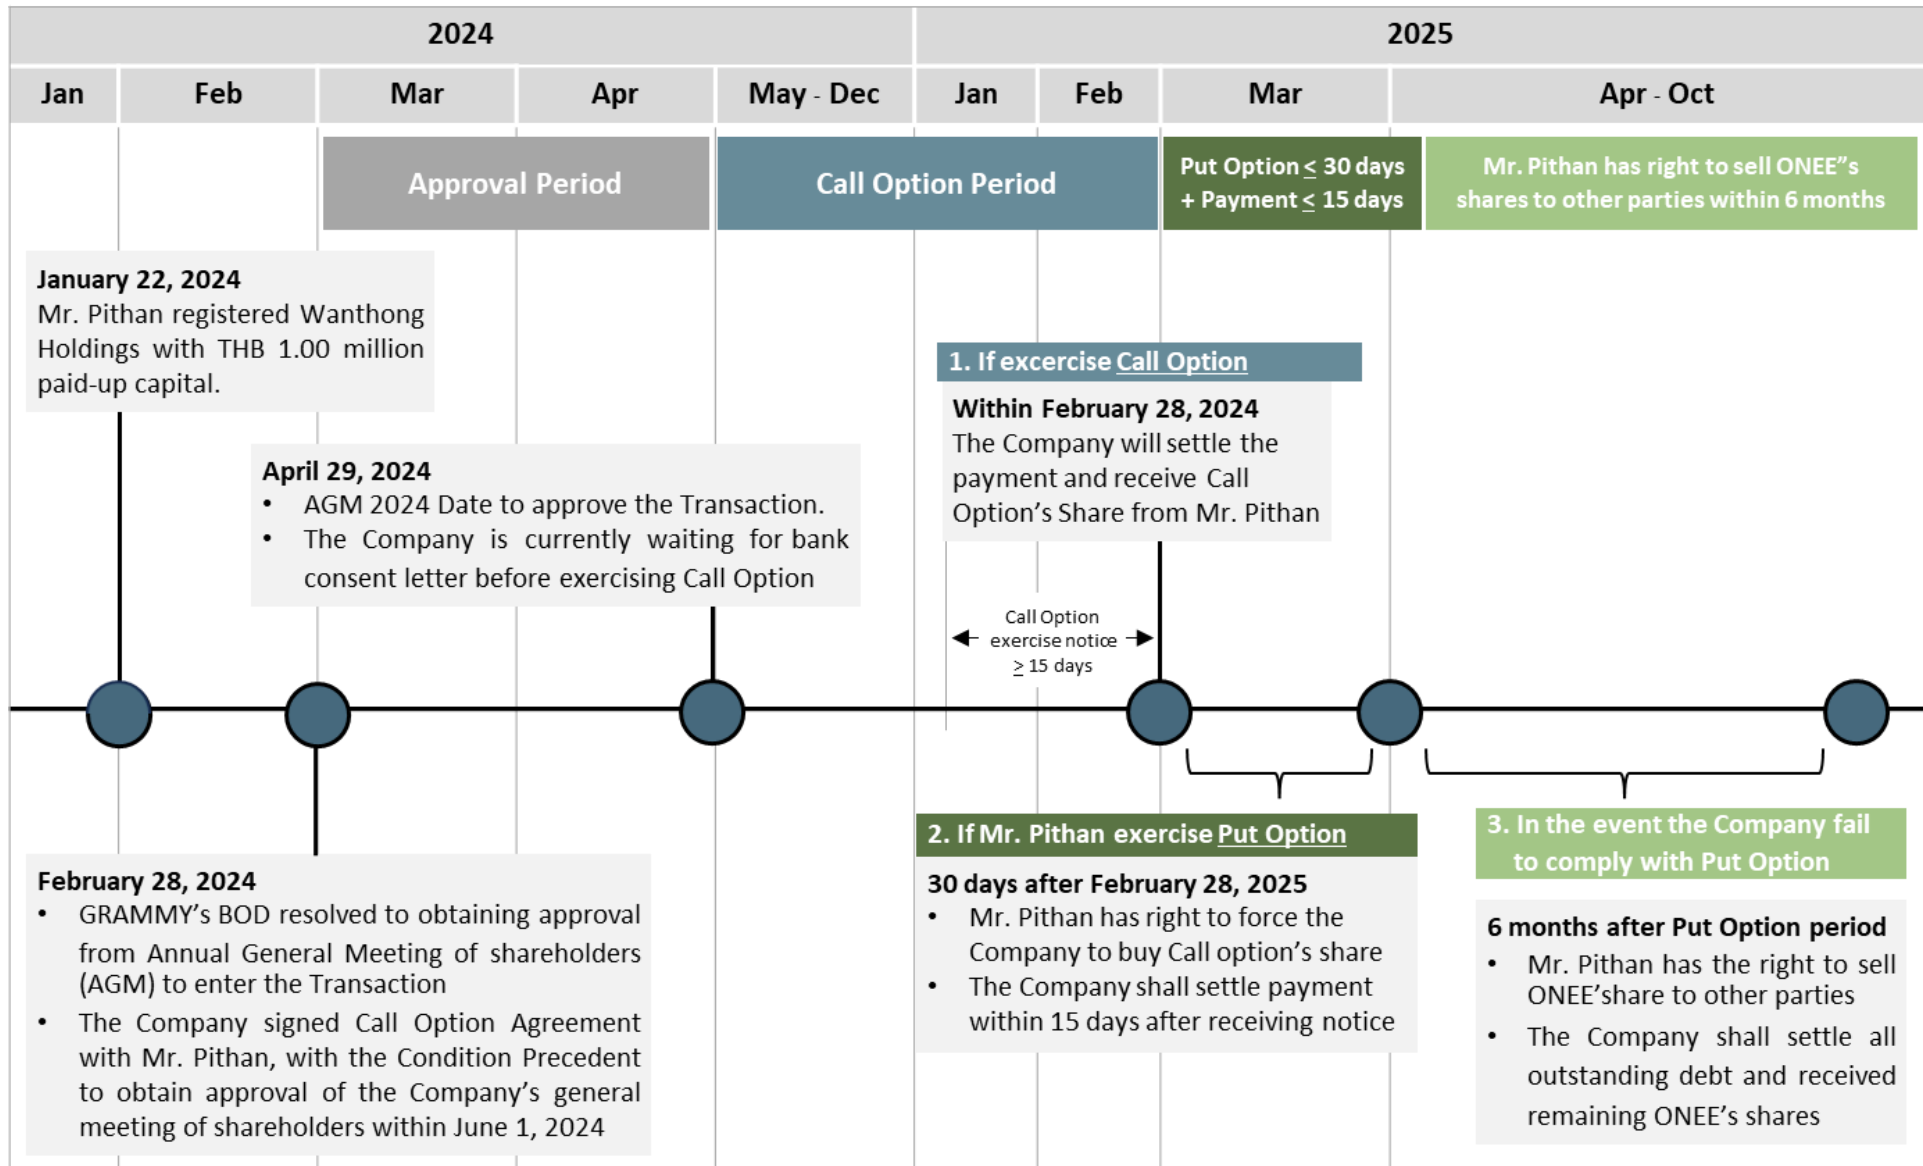 2024
2025
Jan
Feb
Mar
Apr
May - Dec
Jan
Feb
Mar
Apr - Oct
Approval Period
Call Option Period
Put Option ≤ 30 days
+ Payment ≤ 15 days
Mr. Pithan has right to sell ONEE”s
shares to other parties within 6 months
January 22, 2024
Mr. Pithan registered Wanthong
Holdings with THB 1.00 million
paid-up capital.
April 29, 2024
• AGM 2024 Date to approve the Transaction.
• The Company is currently waiting for bank
consent letter before exercising Call Option
1. If excercise Call Option
Within February 28, 2024
The Company will settle the
payment and receive Call
Option’s Share from Mr. Pithan
Call Option
exercise notice
≥ 15 days
February 28, 2024
• GRAMMY’s BOD resolved to obtaining approval
from Annual General Meeting of shareholders
(AGM) to enter the Transaction
• The Company signed Call Option Agreement
with Mr. Pithan, with the Condition Precedent
to obtain approval of the Company’s general
meeting of shareholders within June 1, 2024
2. If Mr. Pithan exercise Put Option
30 days after February 28, 2025
• Mr. Pithan has right to force the
Company to buy Call option’s share
• The Company shall settle payment
within 15 days after receiving notice
3. In the event the Company fail
to comply with Put Option
6 months after Put Option period
• Mr. Pithan has the right to sell
ONEE’share to other parties
• The Company shall settle all
outstanding debt and received
remaining ONEE’s shares